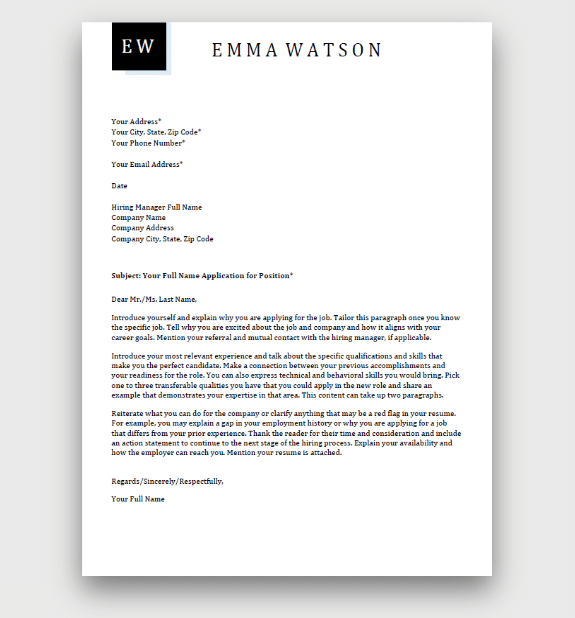 EW
EMMA WATSON
Your Address*
Your City, State, Zip Code*
Your Phone Number*
Your Email Address*
Date
Hiring Manager Full Name
Company Name
Company Address
Company City, State, Zip Code
Subject: Your Full Name Application for Position*
Dear Mr./Ms. Last Name,
Introduce yourself and explain why you are applying for the job. Tailor this paragraph once you know
the specific job. Tell why you are excited about the job and company and how it aligns with your
career goals. Mention your referral and mutual contact with the hiring manager, if applicable.
Introduce your most relevant experience and talk about the specific qualifications and skills that
make you the perfect candidate. Make a connection between your previous accomplishments and
your readiness for the role. You can also express technical and behavioral skills you would bring. Pick
one to three transferable qualities you have that you could apply in the new role and share an
example that demonstrates your expertise in that area. This content can take up two paragraphs.
Reiterate what you can do for the company or clarify anything that may be a red flag in your resume.
For example, you may explain a gap in your employment history or why you are applying for a job
that differs from your prior experience. Thank the reader for their time and consideration and include
an action statement to continue to the next stage of the hiring process. Explain your availability and
how the employer can reach you. Mention your resume is attached.
Regards/Sincerely/Respectfully,
Your Full Name